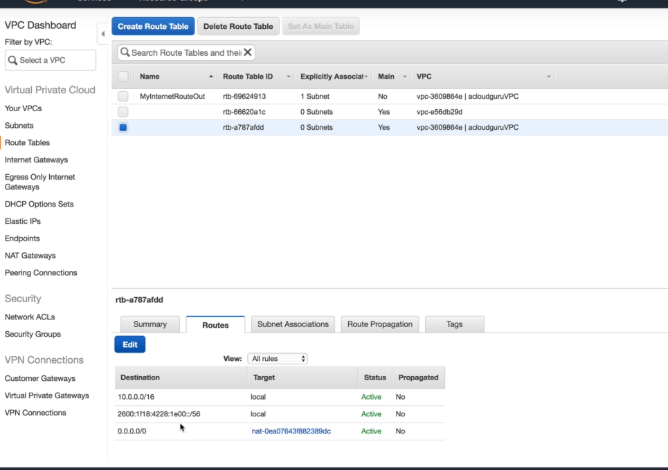 VPC Dashboard
Filter by VPC:
Select a VPC
Virtual Private Cloud
Your VPCs
Subnets
Route Tables
Internet Gateways
Egress Only Internet
Gateways
DHCP Options Sets
Elastic IPs
Endpoints
NAT Gateways
Peering Connections
Security
Network ACLs
Security Groups
VPN Connections
Customer Gateways
Virtual Private Gateways
VPN Connections
Create Route Table Delete Route Table Set As Main Table
Search Route Tables and thei X
Name Route Table ID Explicitly Associat Main VPC
MyInternetRouteOut rtb-69624913 1 Subnet No vpc-3609864e | acloudguruVPC
rtb-66620a1c 0 Subnets Yes vpc-e56db29d
rtb-a787afdd 0 Subnets Yes vpc-3609864e | acloudguruVPC
rtb-a787afdd
Summary Routes Subnet Associations Route Propagation Tags
Edit
View: All rules
Destination Target Status Propagated
10.0.0.0/16 local Active No
2600:1f18:4228:1e00::/56 local Active No
0.0.0.0/0 nat-0ea07643f882389dc Active No